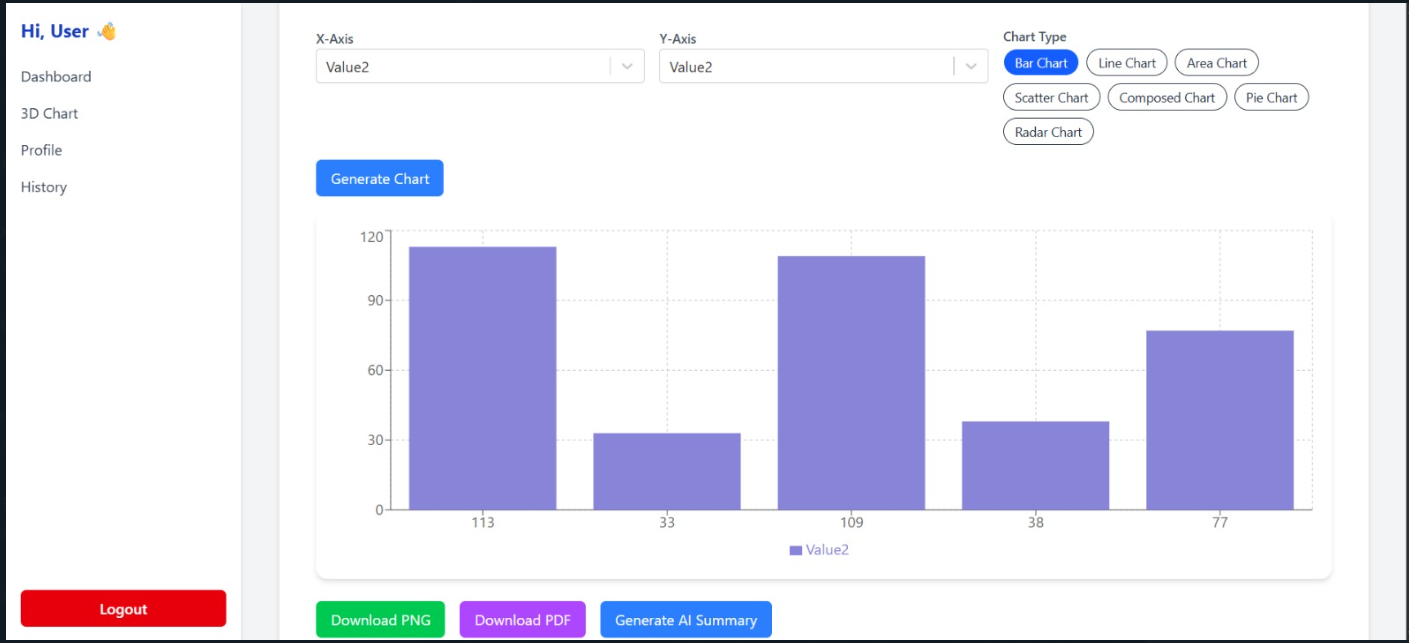 Hi, User 👋
Dashboard
3D Chart
Profile
History
Logout
X-Axis
Value2
Y-Axis
Value2
Chart Type
Bar Chart Line Chart Area Chart
Scatter Chart Composed Chart Pie Chart
Radar Chart
Generate Chart
120
90
60
30
0
113 33 109 38 77
Value2
Download PNG Download PDF Generate AI Summary